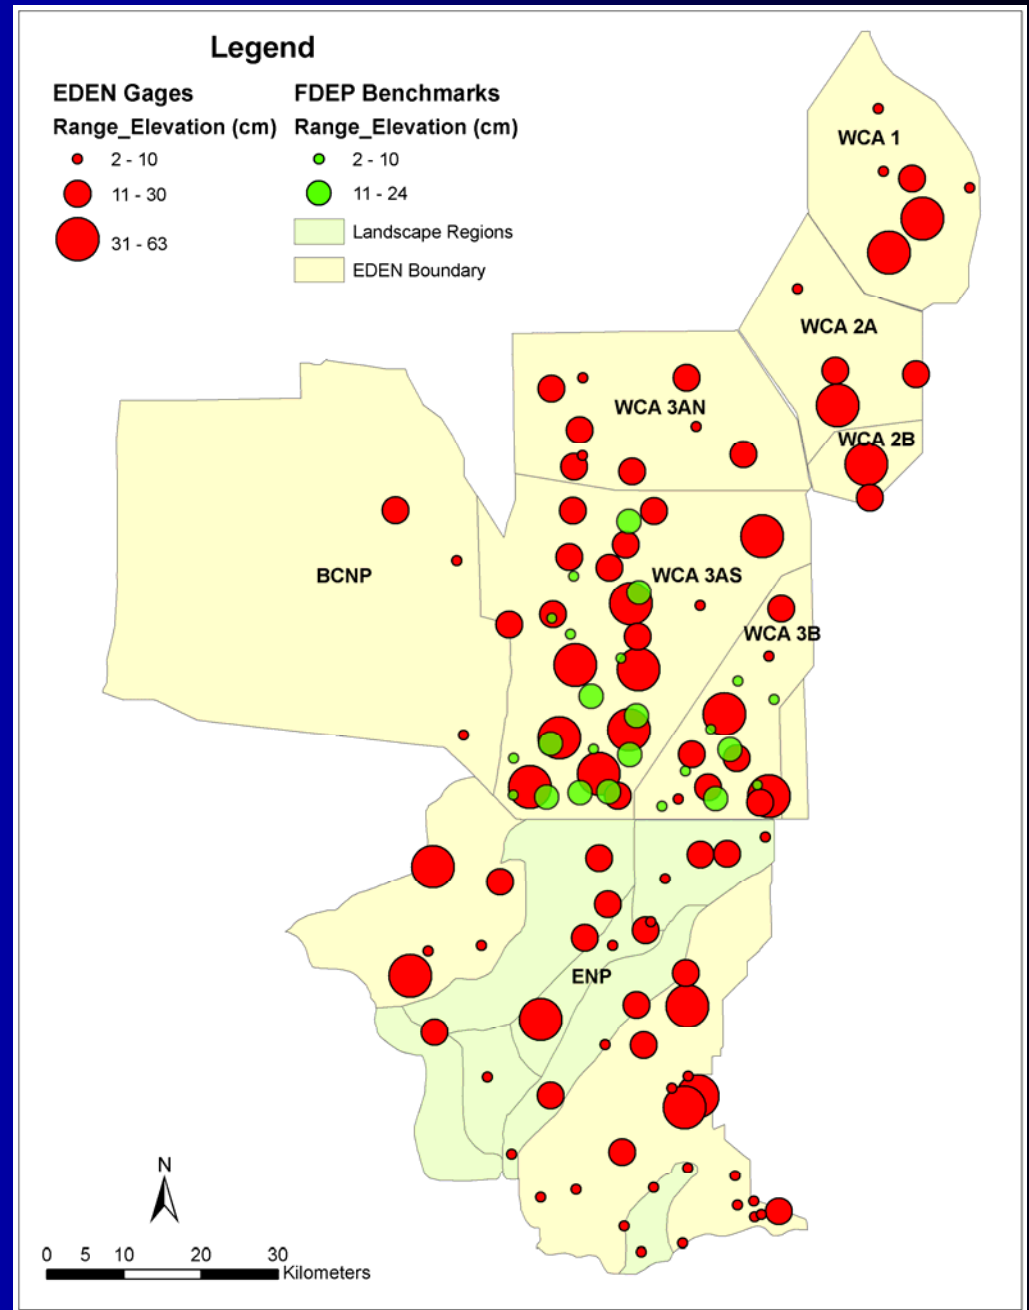 Legend
EDEN Gages
Range_Elevation (cm)
2 - 10
11 - 30
31 - 63
FDEP Benchmarks
Range_Elevation (cm)
2 - 10
11 - 24
Landscape Regions
EDEN Boundary
WCA 1
WCA 2A
WCA 3AN
WCA 2B
BCNP
WCA 3AS
WCA 3B
ENP
N
0 5 10 20 30
Kilometers